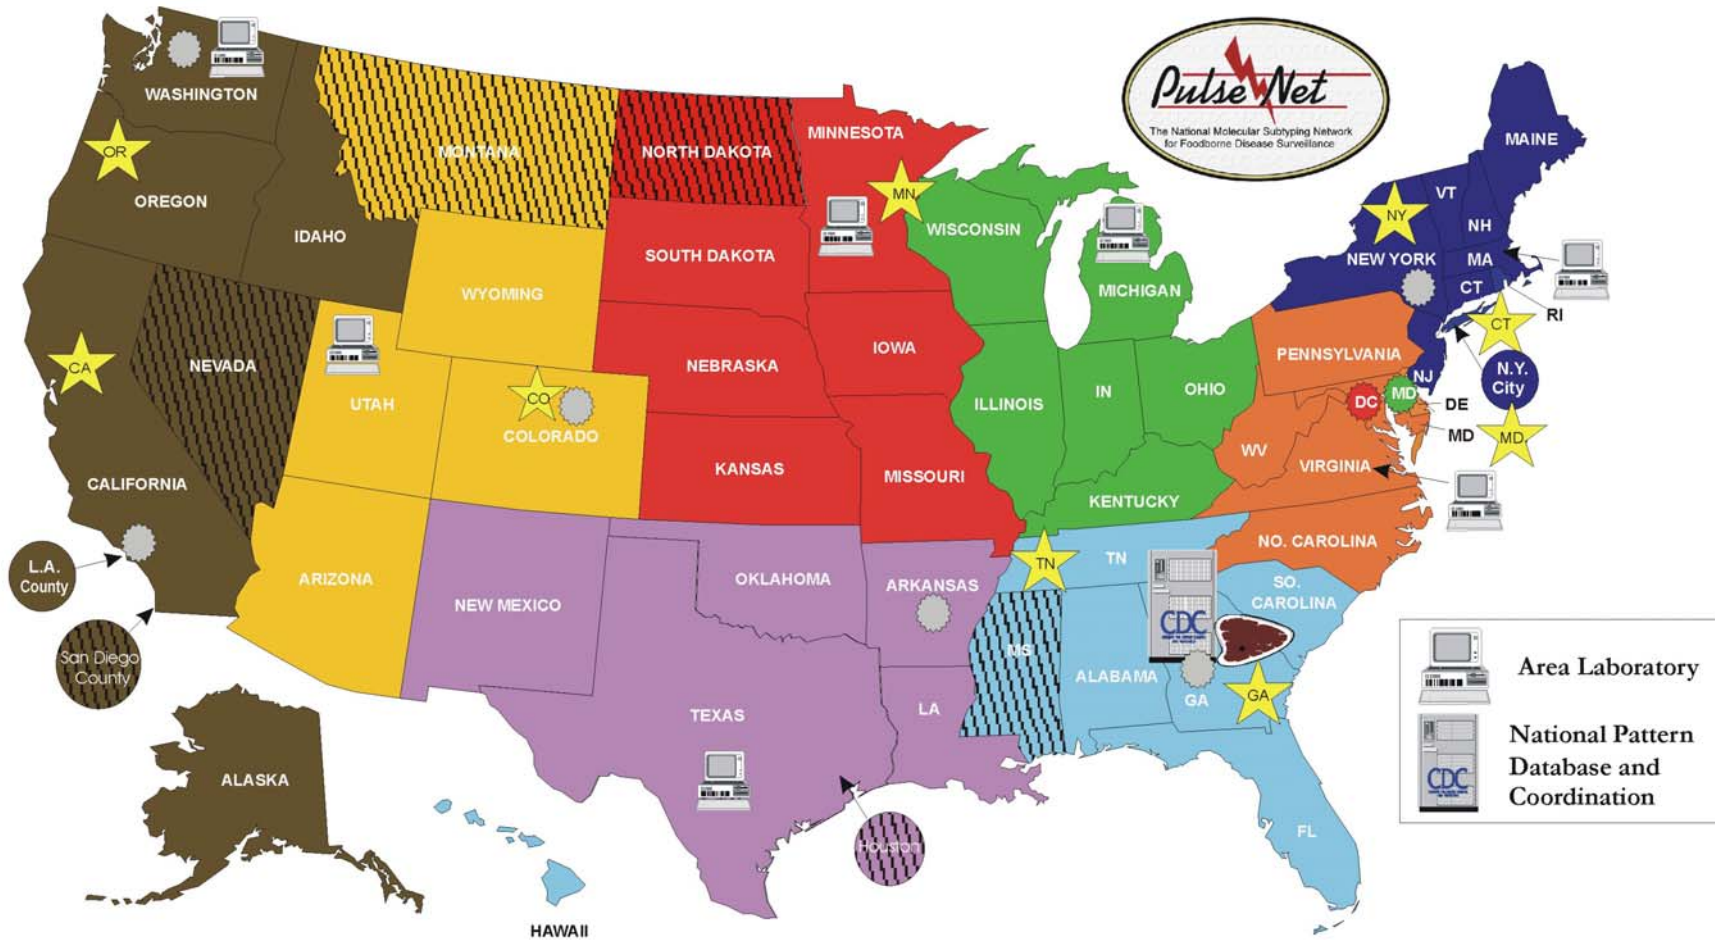 WASHINGTON
OR
OREGON
IDAHO
MONTANA
NORTH DAKOTA
MINNESOTA
MN
SOUTH DAKOTA
WYOMING
NEVADA
CA
CALIFORNIA
UTAH
CO
COLORADO
NEBRASKA
IOWA
KANSAS
MISSOURI
WISCONSIN
MICHIGAN
ILLINOIS
IN
OHIO
KENTUCKY
PulseNet
The National Molecular Subtyping Network
for Foodborne Disease Surveillance
MAINE
VT
NH
NY
NEW YORK
MA
CT
RI
CT
N.Y.
City
PENNSYLVANIA
NJ
DC
MD
DE
MD
MD
WV
VIRGINIA
NO. CAROLINA
L.A.
County
San Diego
County
ARIZONA
NEW MEXICO
OKLAHOMA
ARKANSAS
TEXAS
LA
Houston
TN
TN
MS
ALABAMA
CDC
GA
GA
SO.
CAROLINA
FL
ALASKA
HAWAII
Area Laboratory
CDC
National Pattern
Database and
Coordination